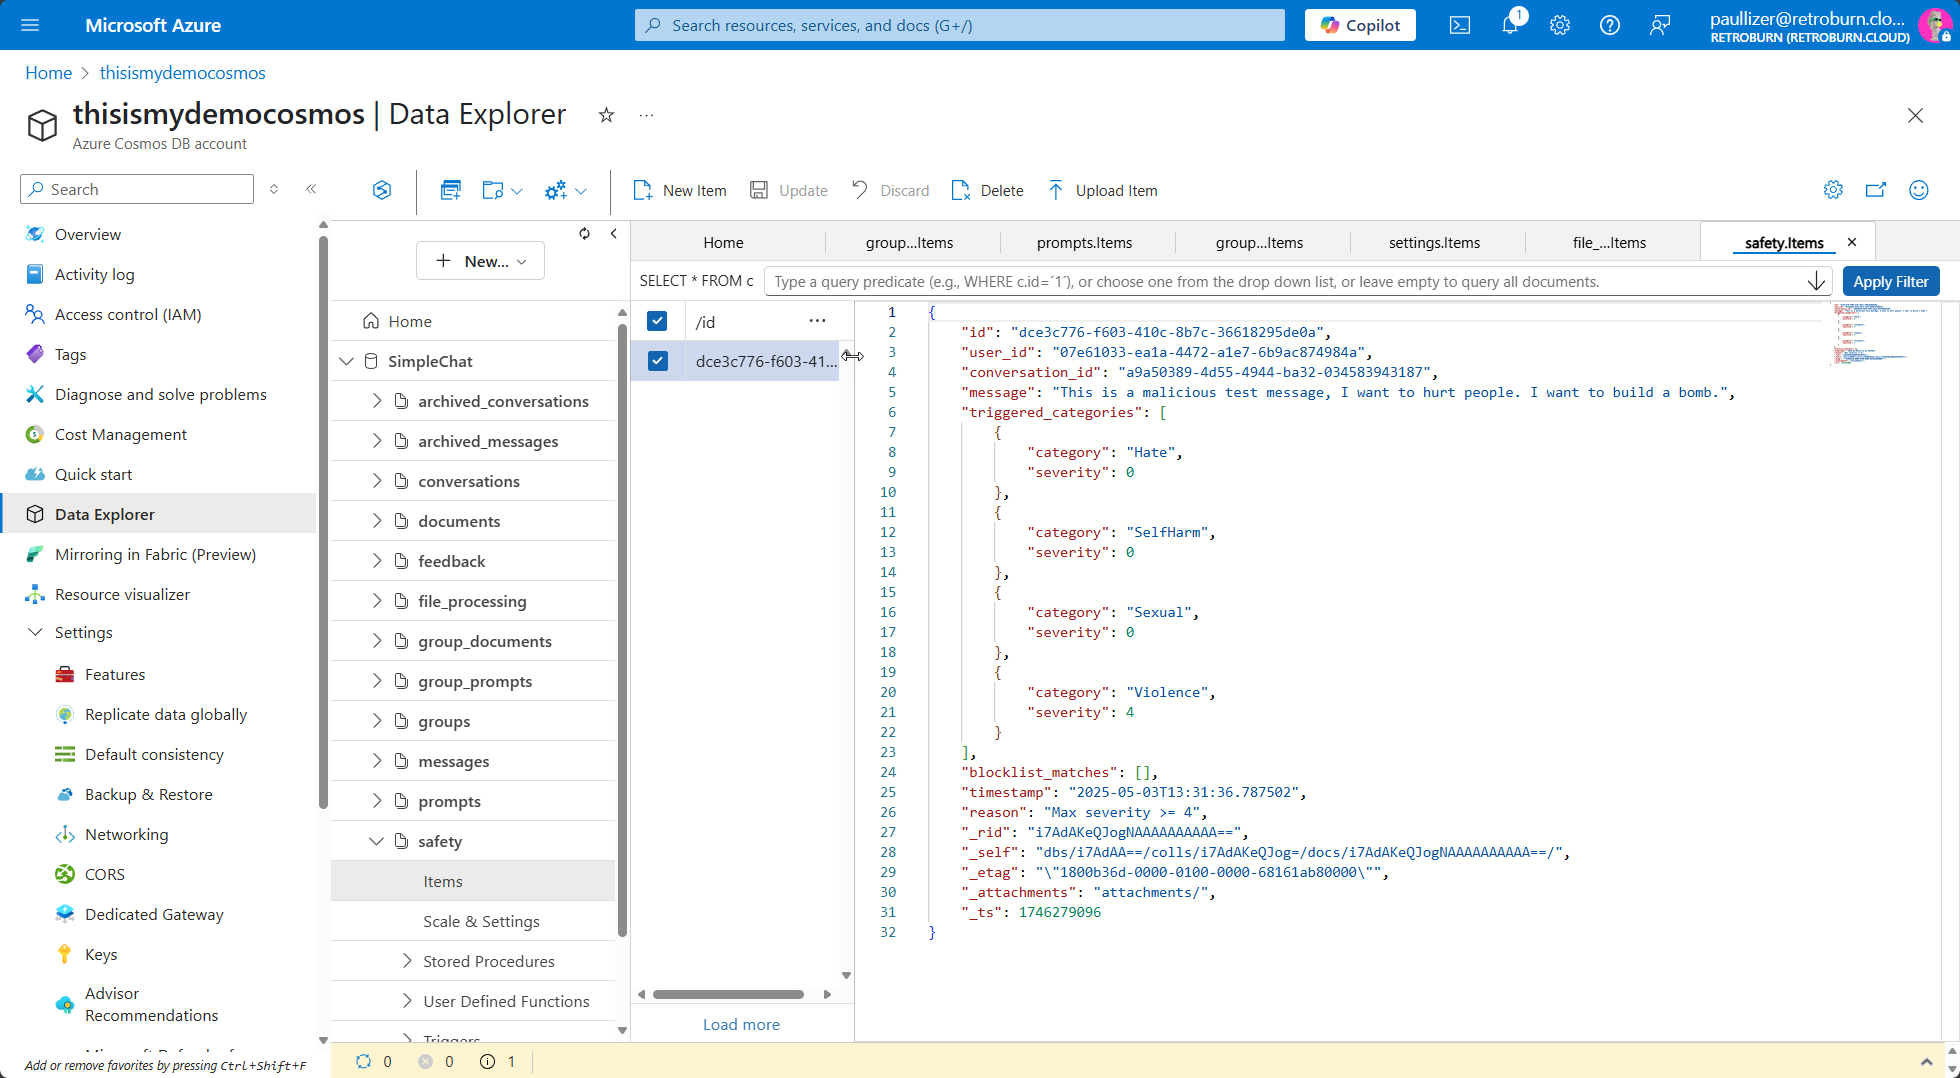 Microsoft Azure
Search resources, services, and docs (G+/)
Copilot
1
paullizer@retroburn.clo...
RETROBURN (RETROBURN.CLOUD)
Home > thisismydemocosmos
thisismydemocosmos | Data Explorer
Azure Cosmos DB account
Search
New Item
Update
Discard
Delete
Upload Item
Overview
Activity log
Access control (IAM)
Tags
Diagnose and solve problems
Cost Management
Quick start
Data Explorer
Mirroring in Fabric (Preview)
Resource visualizer
Settings
Features
Replicate data globally
Default consistency
Backup & Restore
Networking
CORS
Dedicated Gateway
Keys
Advisor
Recommendations
Add or remove favorites by pressing Ctrl+Shift+F
+ New...
Home
SimpleChat
archived_conversations
archived_messages
conversations
documents
feedback
file_processing
group_documents
group_prompts
groups
messages
prompts
safety
Items
Scale & Settings
Stored Procedures
User Defined Functions
Triggers
Home
group...Items
prompts.Items
group...Items
settings.Items
file_...Items
safety.Items
SELECT * FROM c
Type a query predicate (e.g., WHERE c.id=´1´), or choose one from the drop down list, or leave empty to query all documents.
Apply Filter
/id
dce3c776-f603-41...
Load more
1 {
2 "id": "dce3c776-f603-410c-8b7c-36618295de0a",
3 "user_id": "07e61033-ea1a-4472-a1e7-6b9ac874984a",
4 "conversation_id": "a9a50389-4d55-4944-ba32-034583943187",
5 "message": "This is a malicious test message, I want to hurt people. I want to build a bomb.",
6 "triggered_categories": [
7 {
8 "category": "Hate",
9 "severity": 0
10 },
11 {
12 "category": "SelfHarm",
13 "severity": 0
14 },
15 {
16 "category": "Sexual",
17 "severity": 0
18 },
19 {
20 "category": "Violence",
21 "severity": 4
22 }
23 ],
24 "blocklist_matches": [],
25 "timestamp": "2025-05-03T13:31:36.787502",
26 "reason": "Max severity >= 4",
27 "_rid": "i7AdAKeQJogNAAAAAAAAAA==",
28 "_self": "dbs/i7AdAA==/colls/i7AdAKeQJog=/docs/i7AdAKeQJogNAAAAAAAAAA==/",
29 "_etag": "\"1800b36d-0000-0100-0000-68161ab80000\"",
30 "_attachments": "attachments/",
31 "_ts": 1746279096
32 }
0
0
1